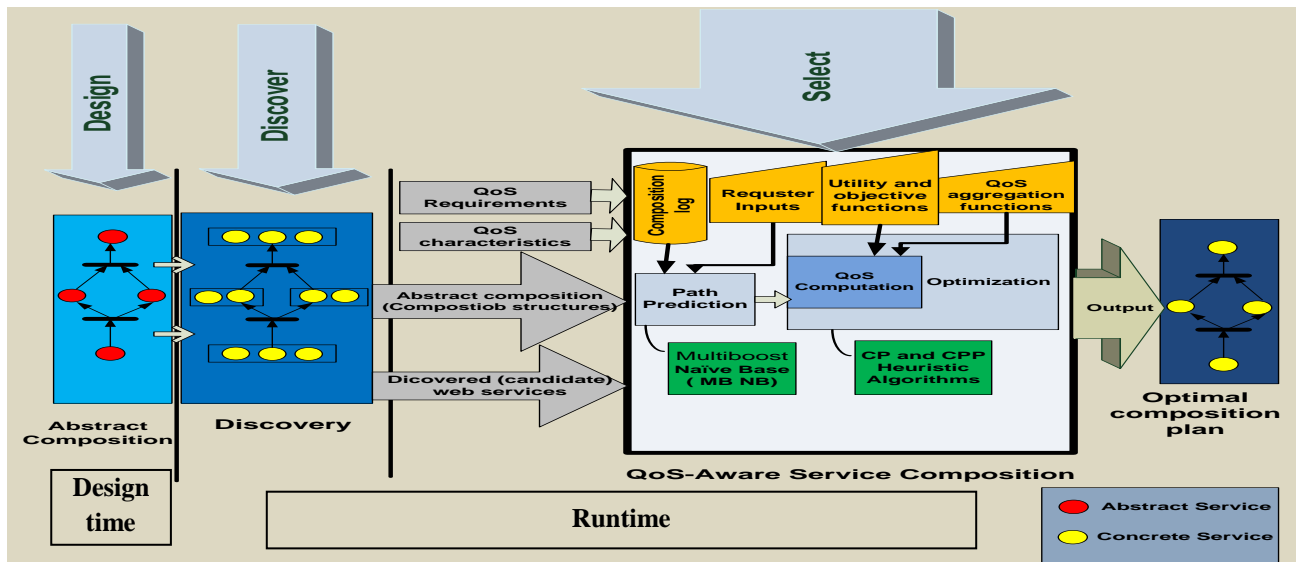 Design
Discover
Select
QoS
Requirements
QoS
characteristics
Composition
log
Requster
Inputs
Utility and
objective
functions
QoS
aggregation
functions
Path
Prediction
QoS
Computation
Optimization
Abstract composition
(Compostiob structures)
Dicovered (candidate)
web services
Multiboost
Naïve Base
( MB NB)
CP and CPP
Heuristic
Algorithms
Output
Abstract
Composition
Discovery
Optimal
composition
plan
QoS-Aware Service Composition
Design
time
Runtime
Abstract Service
Concrete Service